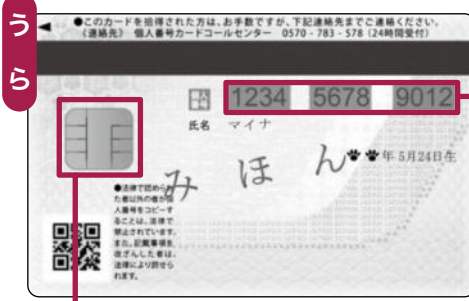 うら
●このカードを拾得された方は、お手数ですが、下記連絡先までご連絡ください。
《連絡先》 個人番号カードコールセンター 0570-783-578（24時間受付）
個人番号 1234 5678 9012
氏名 マイナ
年5月24日生
みほん
●法律で認められ
た者以外の者が個
人番号をコピーす
ることは、法律で
禁止されています。
また、記載事項を
改ざんした者は、
法律により罰せら
れます。